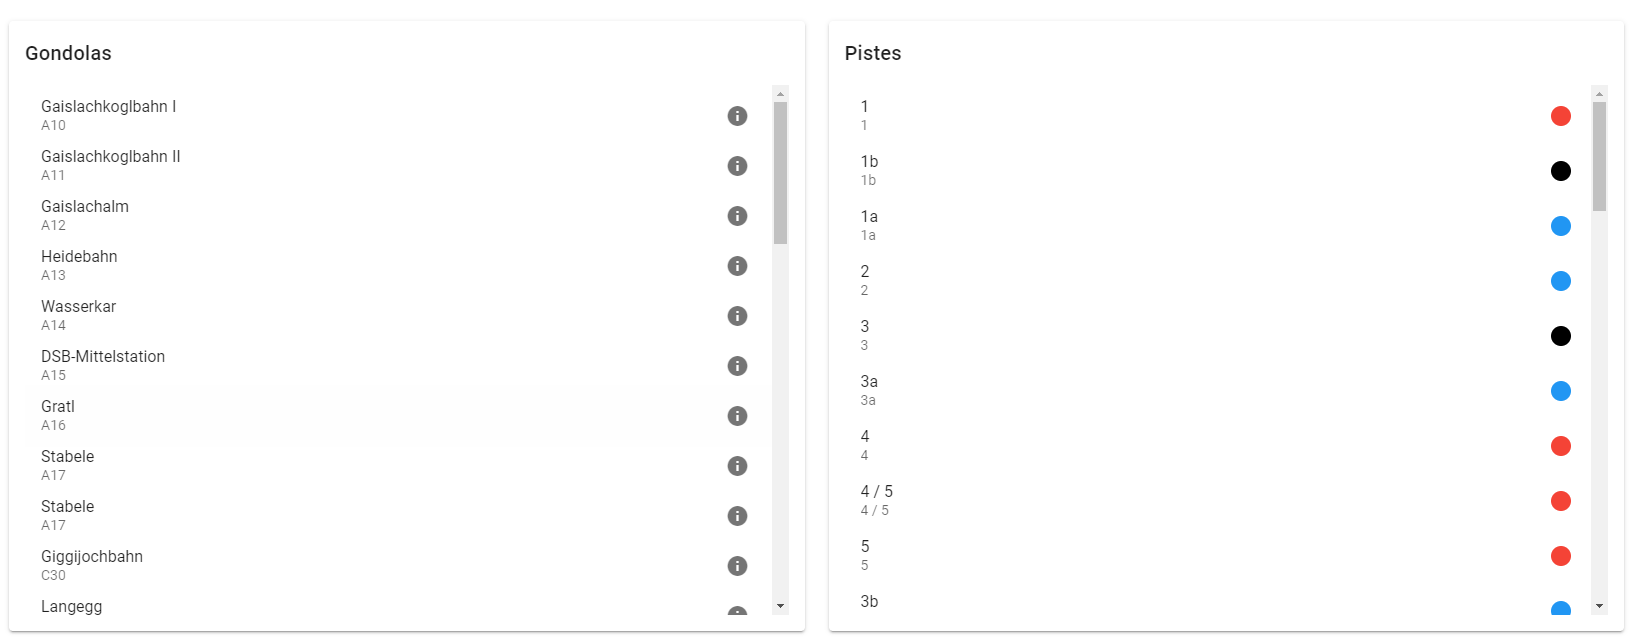 Gondolas
Gaislachkoglbahn I
A10
Gaislachkoglbahn II
A11
Gaislachalm
A12
Heidebahn
A13
Wasserkar
A14
DSB-Mittelstation
A15
Gratl
A16
Stabele
A17
Stabele
A17
Giggijochbahn
C30
Langegg
Pistes
1
1
1b
1b
1a
1a
2
2
3
3
3a
3a
4
4
4 / 5
4 / 5
5
5
3b